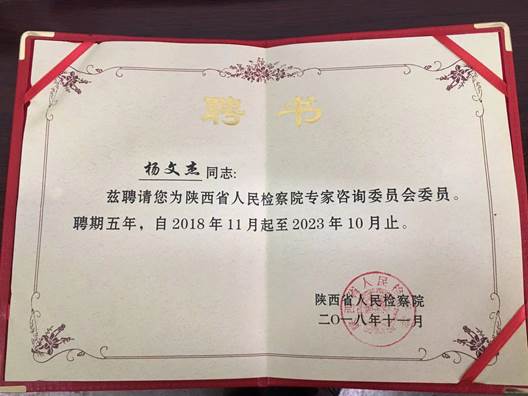 聘书
杨文杰同志:
兹聘请您为陕西省人民检察院专家咨询委员会委员。
聘期五年，自2018年11月起至2023年10月止。
陕西省人民检察院
二〇一八年十一月